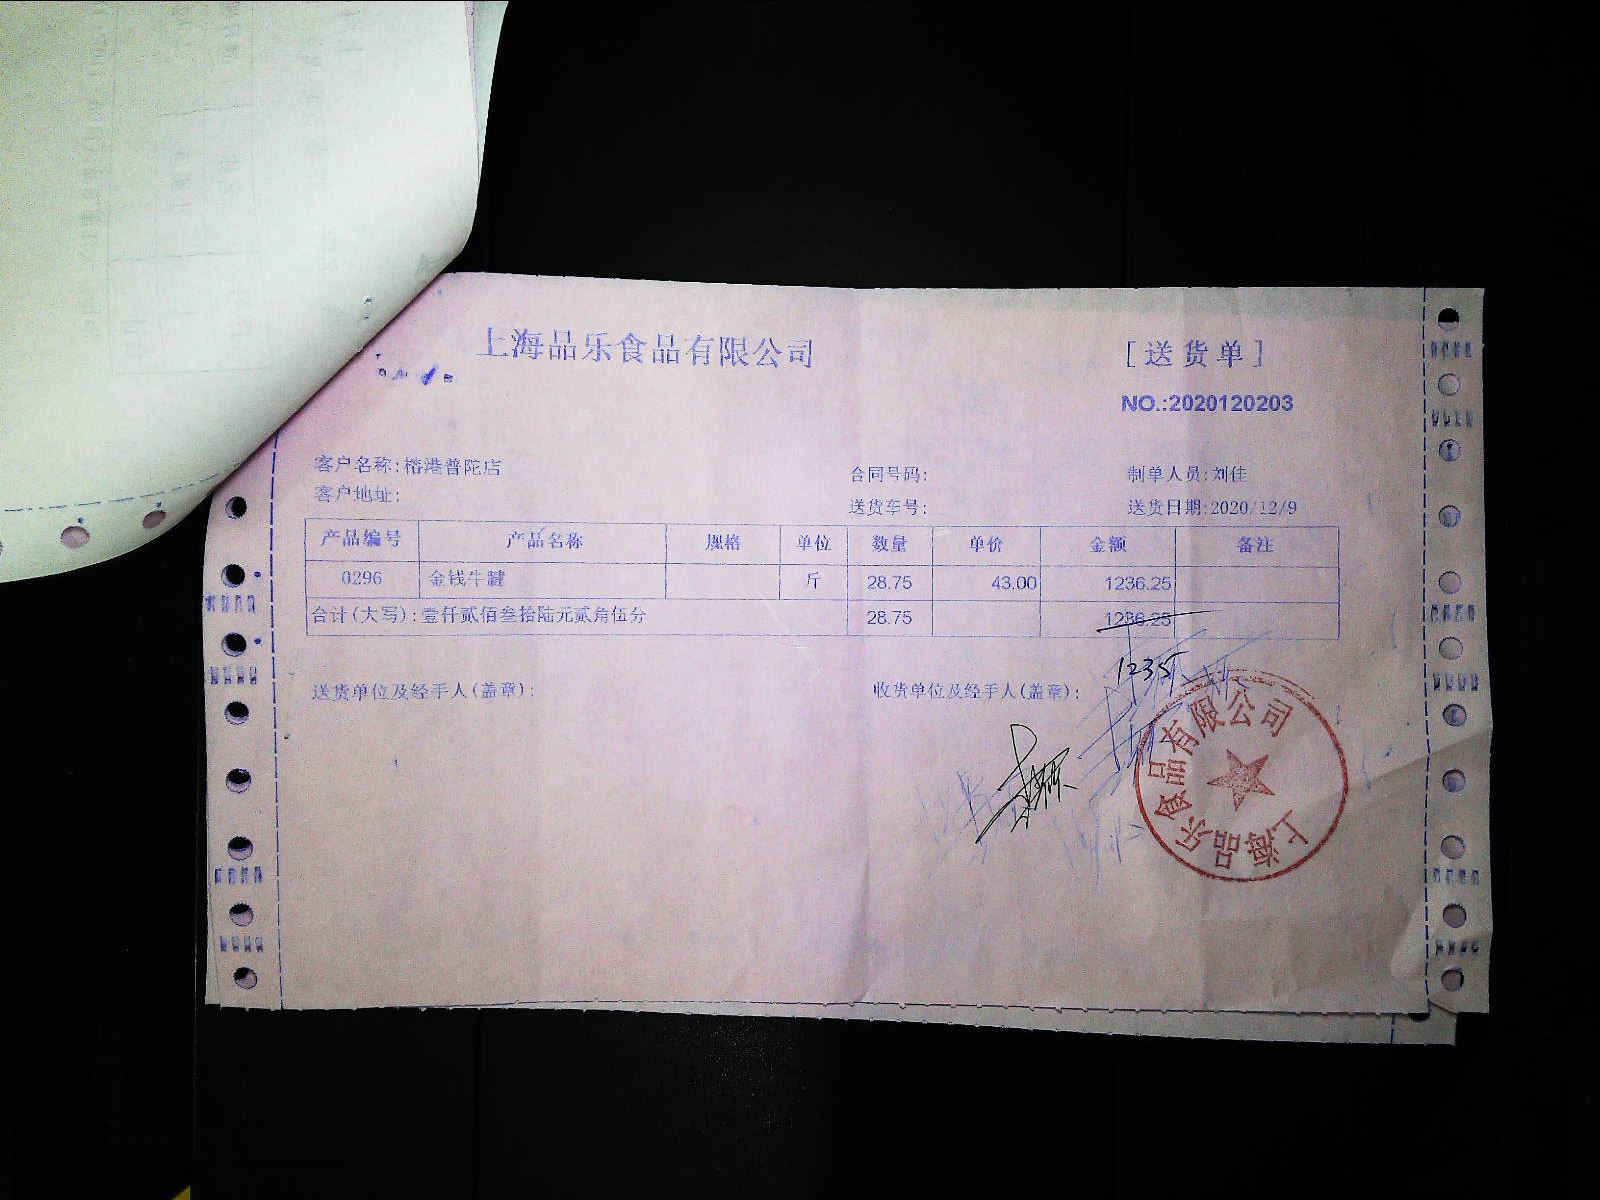 上海品乐食品有限公司
[送货单]
NO.:2020120203
客户名称:榕港普陀店
合同号码:
制单人员:刘佳
客户地址:
送货车号:
送货日期:2020/12/9
产品编号 产品名称 规格 单位 数量 单价 金额 备注
0296 金钱牛腱 斤 28.75 43.00 1236.25
合计(大写):壹仟贰佰叁拾陆元贰角伍分 28.75 1236.25
1235
送货单位及经手人(盖章):
收货单位及经手人(盖章):
上海品乐食品有限公司